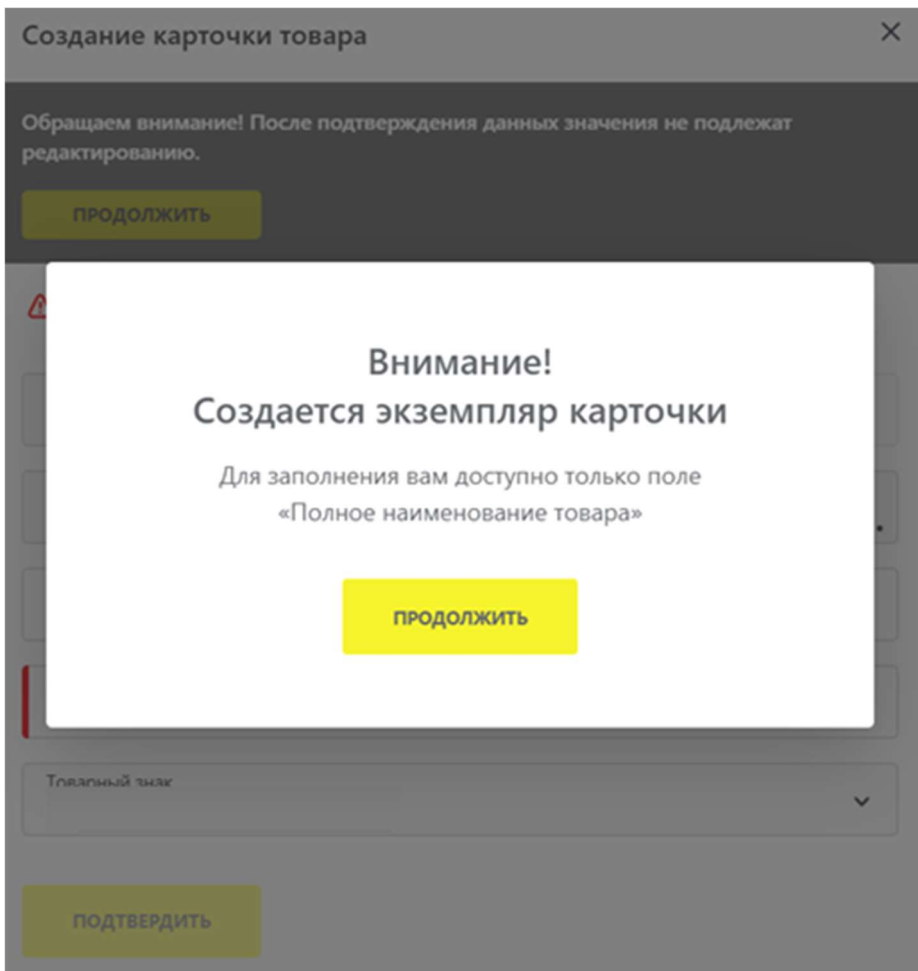 Создание карточки товара
Обращаем внимание! После подтверждения данных значения не подлежат
редактированию.
ПРОДОЛЖИТЬ
Внимание!
Создается экземпляр карточки
Для заполнения вам доступно только поле
«Полное наименование товара»
ПРОДОЛЖИТЬ
Товарный знак
ПОДТВЕРДИТЬ